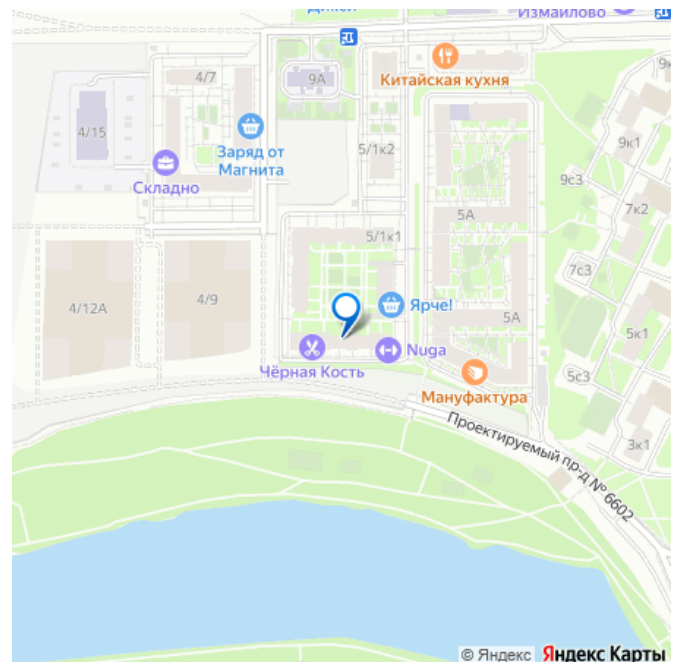 Дикси
Измайлово
Китайская кухня
4/7
9А
9к1
4/15
Заряд от
Магнита
5/1к2
Складно
9с3
7к2
5А
5/1к1
7с3
4/12А
4/9
Ярче!
5А
5к1
Чёрная Кость
Nuga
5с3
Мануфактура
3к1
Проектируемый пр-д № 6602
© Яндекс Яндекс Карты